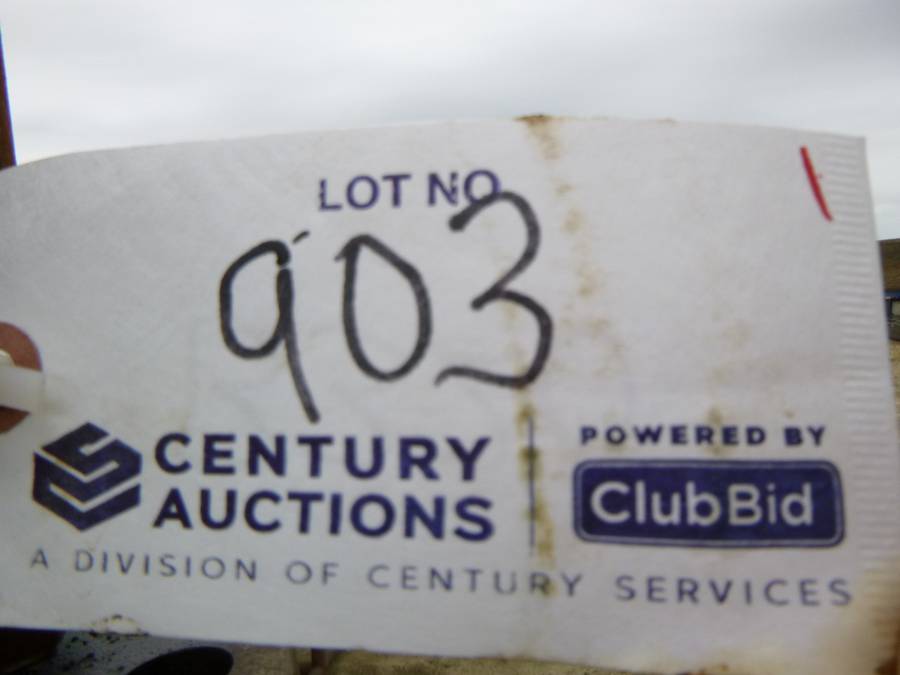 LOT NO
903
CENTURY
AUCTIONS
A DIVISION OF CENTURY SERVICES
POWERED BY
ClubBid